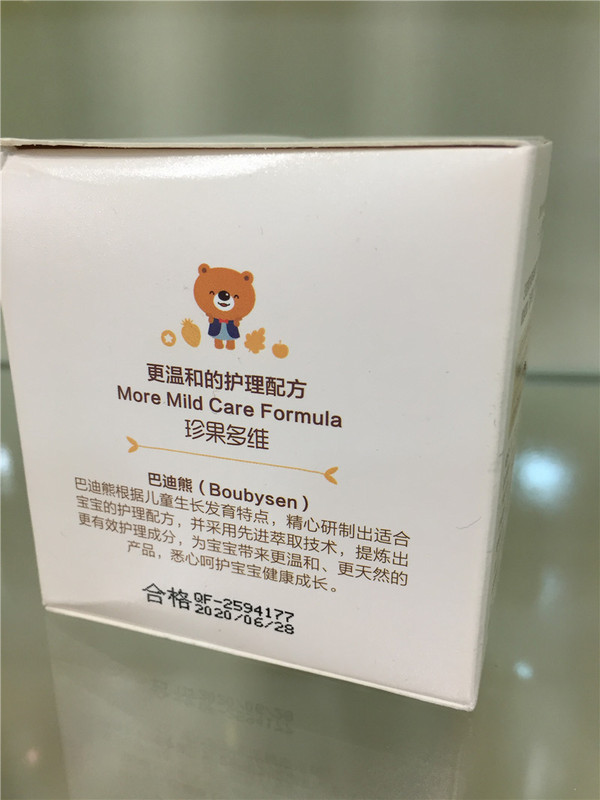 更温和的护理配方
More Mild Care Formula
珍果多维
巴迪熊（Boubysen）
巴迪熊根据儿童生长发育特点，精心研制出适合
宝宝的护理配方，并采用先进萃取技术，提炼出
更有效护理成分，为宝宝带来更温和、更天然的
产品，悉心呵护宝宝健康成长。
合格 QF-2594177
2020/06/28